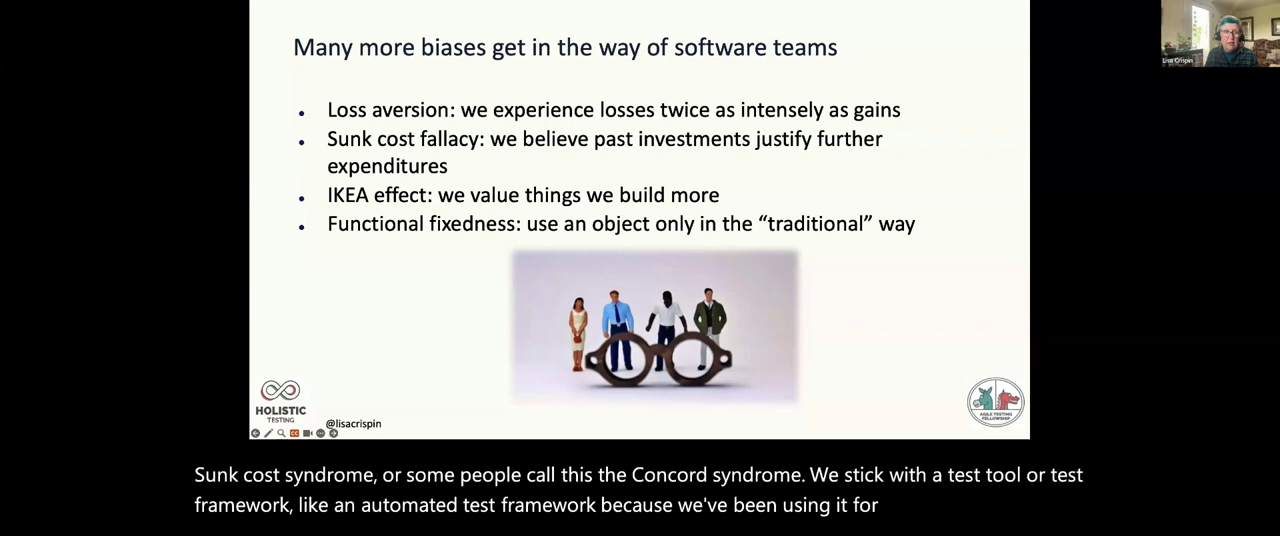 Many more biases get in the way of software teams
Lisa Crispin
• Loss aversion: we experience losses twice as intensely as gains
• Sunk cost fallacy: we believe past investments justify further
expenditures
• IKEA effect: we value things we build more
• Functional fixedness: use an object only in the “traditional” way
HOLISTIC
TESTING
@lisacrispin
AGILE TESTING
FELLOWSHIP
CC
Sunk cost syndrome, or some people call this the Concord syndrome. We stick with a test tool or test
framework, like an automated test framework because we've been using it for